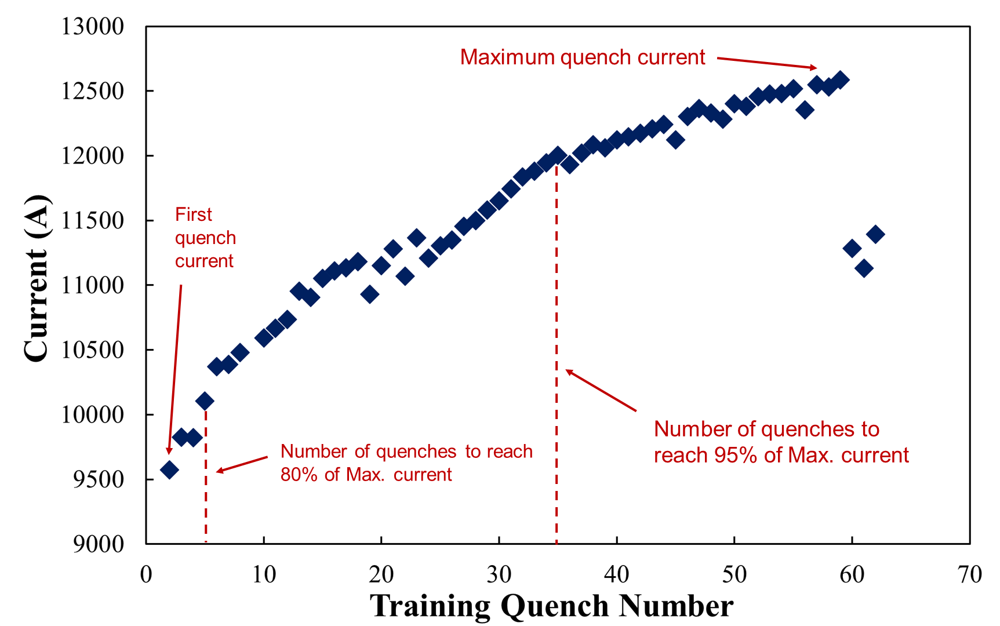 13000
12500
12000
11500
11000
10500
10000
9500
9000
Current (A)
Maximum quench current
First
quench
current
Number of quenches to reach
80% of Max. current
Number of quenches to
reach 95% of Max. current
0 10 20 30 40 50 60 70
Training Quench Number